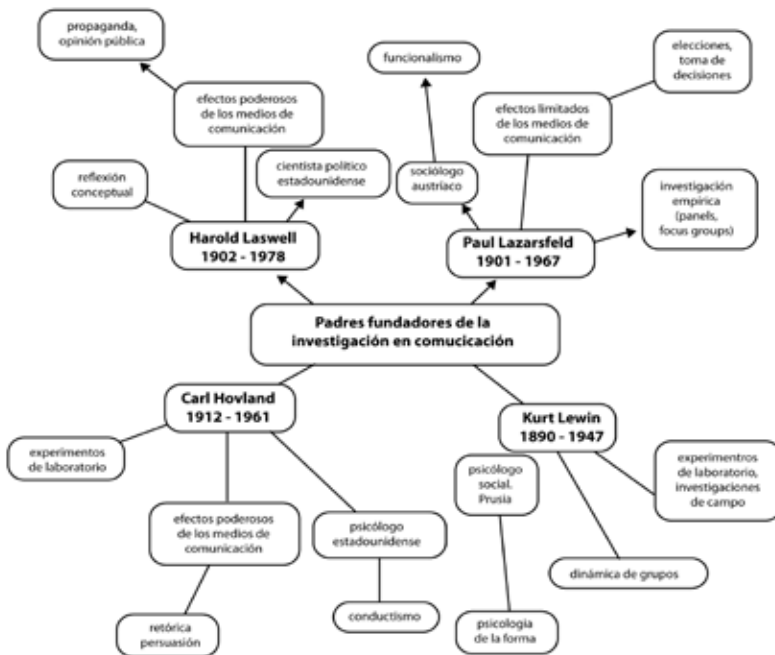 propaganda,
opinión pública
efectos poderosos
de los medios de
comunicación
reflexión
conceptual
cientista político
estadounidense
Harold Laswell
1902 - 1978
funcionalismo
elecciones,
toma de
decisiones
efectos limitados
de los medios de
comunicación
sociólogo
austríaco
investigación
empírica
(panels,
focus groups)
Paul Lazarsfeld
1901 - 1967
Padres fundadores de la
investigación en comucicación
Carl Hovland
1912 - 1961
experimentos
de laboratorio
efectos poderosos
de los medios de
comunicación
psicólogo
estadounidense
retórica
persuasión
conductismo
Kurt Lewin
1890 - 1947
psicólogo
social.
Prusia
experimentros
de laboratorio,
investigaciones
de campo
dinámica de grupos
psicología
de la forma